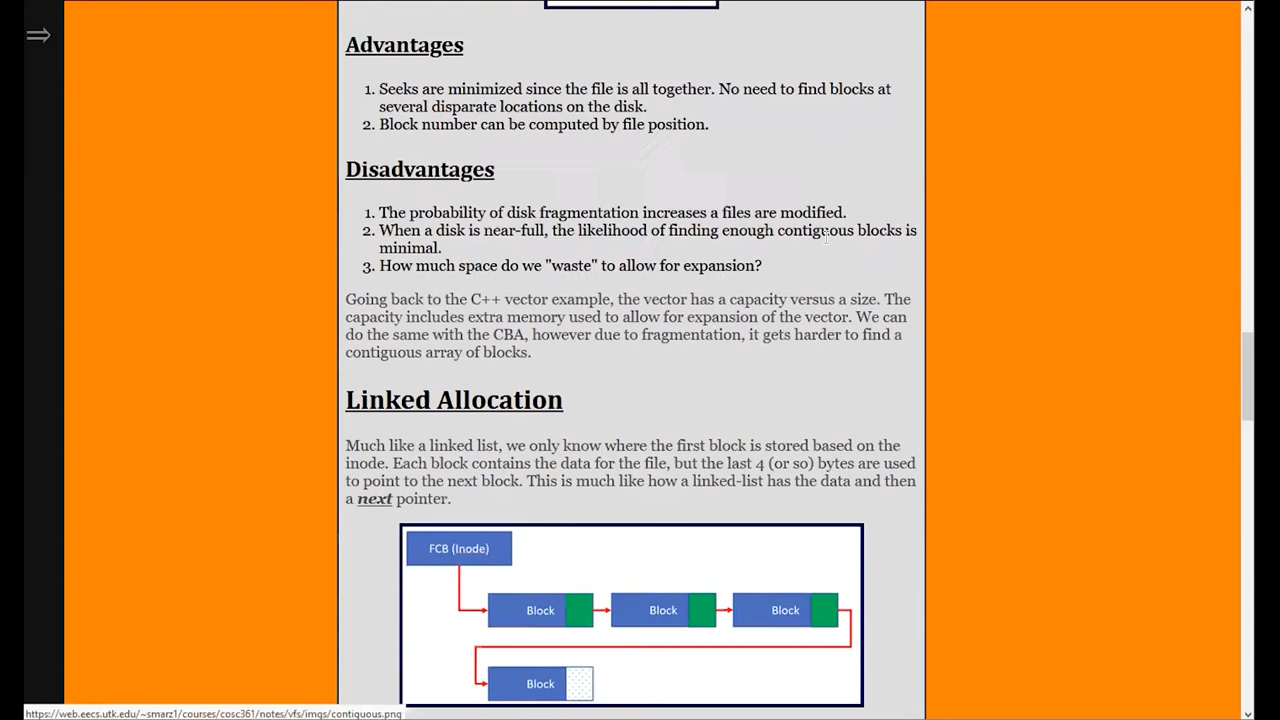 Advantages
1. Seeks are minimized since the file is all together. No need to find blocks at
several disparate locations on the disk.
2. Block number can be computed by file position.
Disadvantages
1. The probability of disk fragmentation increases a files are modified.
2. When a disk is near-full, the likelihood of finding enough contiguous blocks is
minimal.
3. How much space do we "waste" to allow for expansion?
Going back to the C++ vector example, the vector has a capacity versus a size. The
capacity includes extra memory used to allow for expansion of the vector. We can
do the same with the CBA, however due to fragmentation, it gets harder to find a
contiguous array of blocks.
Linked Allocation
Much like a linked list, we only know where the first block is stored based on the
inode. Each block contains the data for the file, but the last 4 (or so) bytes are used
to point to the next block. This is much like how a linked-list has the data and then
a next pointer.
FCB (Inode)
Block Block Block
Block
https://web.eecs.utk.edu/~smarz1/courses/cosc361/notes/vfs/imgs/contiguous.png